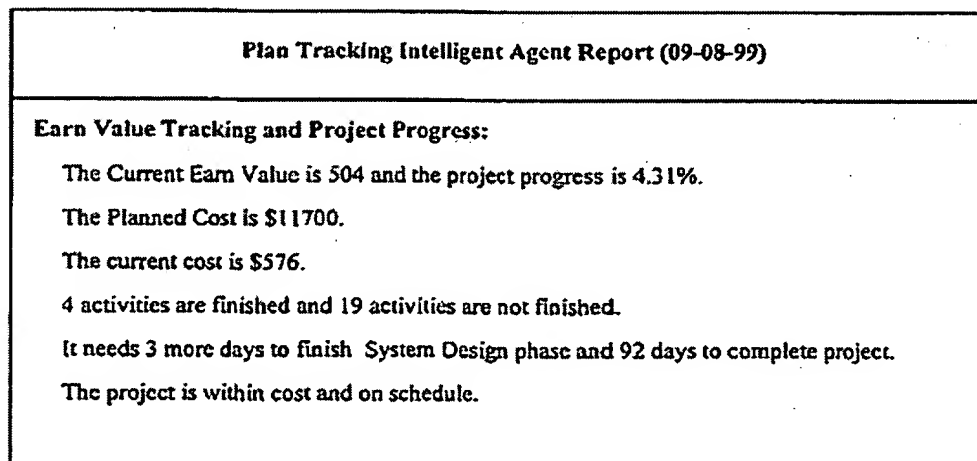 Plan Tracking Intelligent Agent Report (09-08-99)
Earn Value Tracking and Project Progress:
The Current Earn Value is 504 and the project progress is 4.31%.
The Planned Cost is $11700.
The current cost is $576.
4 activities are finished and 19 activities are not finished.
It needs 3 more days to finish System Design phase and 92 days to complete project.
The project is within cost and on schedule.